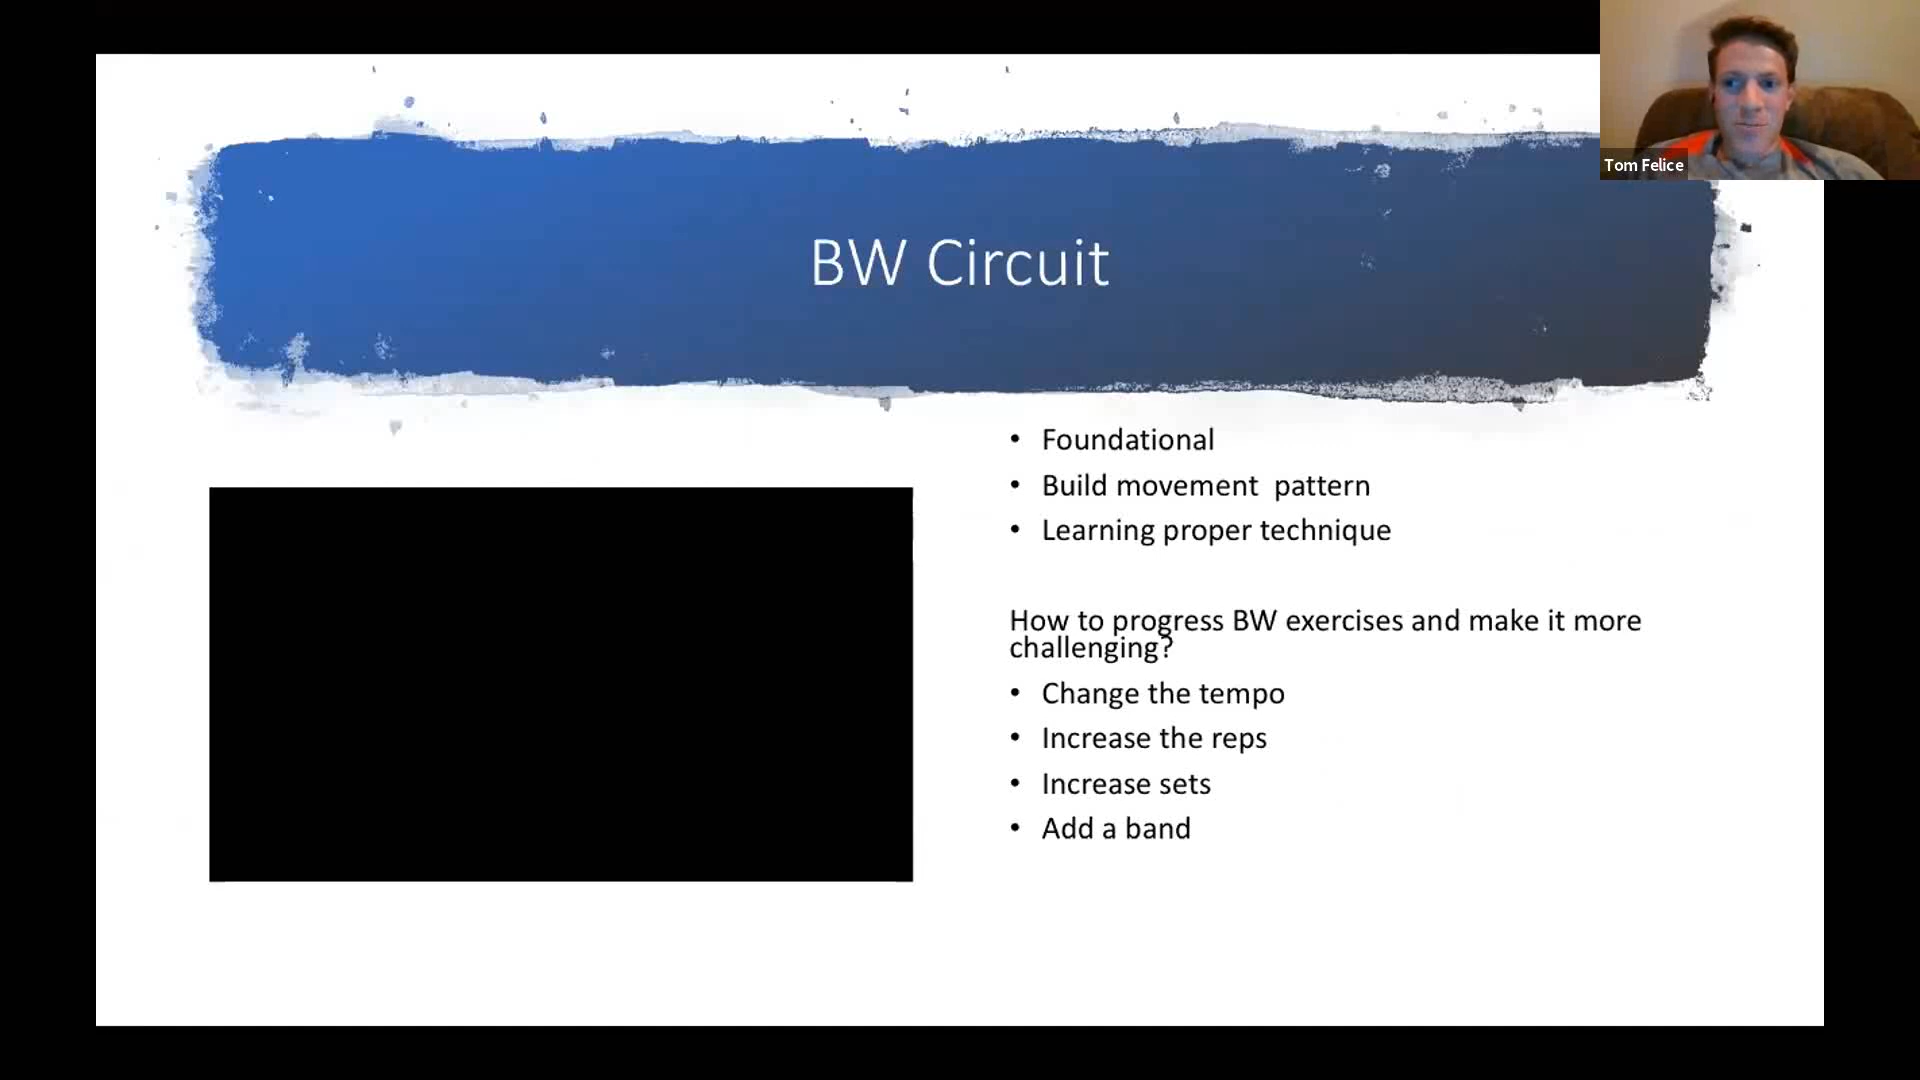 Tom Felice
BW Circuit
• Foundational
• Build movement  pattern
• Learning proper technique
How to progress BW exercises and make it more
challenging?
• Change the tempo
• Increase the reps
• Increase sets
• Add a band